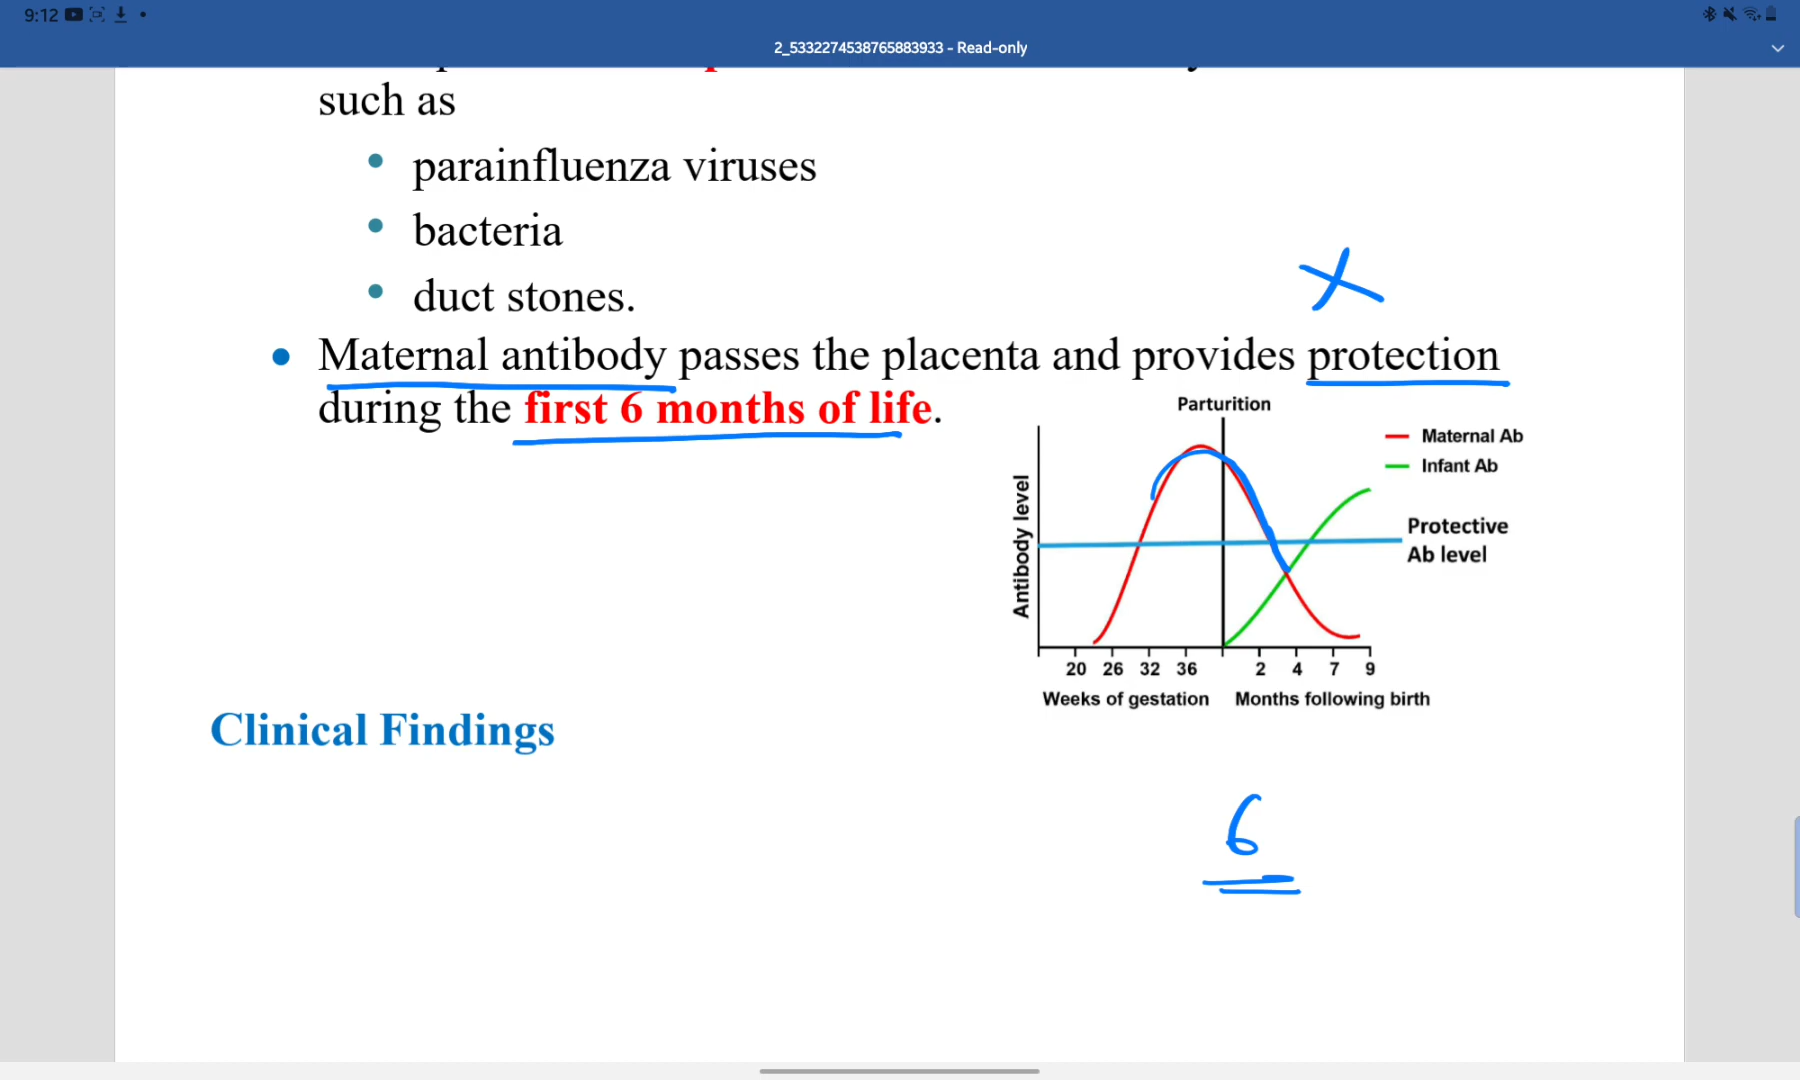 9:12
2_5332274538765883933 - Read-only
such as
• parainfluenza viruses
• bacteria
• duct stones.
• Maternal antibody passes the placenta and provides protection
during the first 6 months of life.
Parturition
Maternal Ab
Infant Ab
Protective
Ab level
Antibody level
20 26 32 36 2 4 7 9
Weeks of gestation Months following birth
Clinical Findings
6